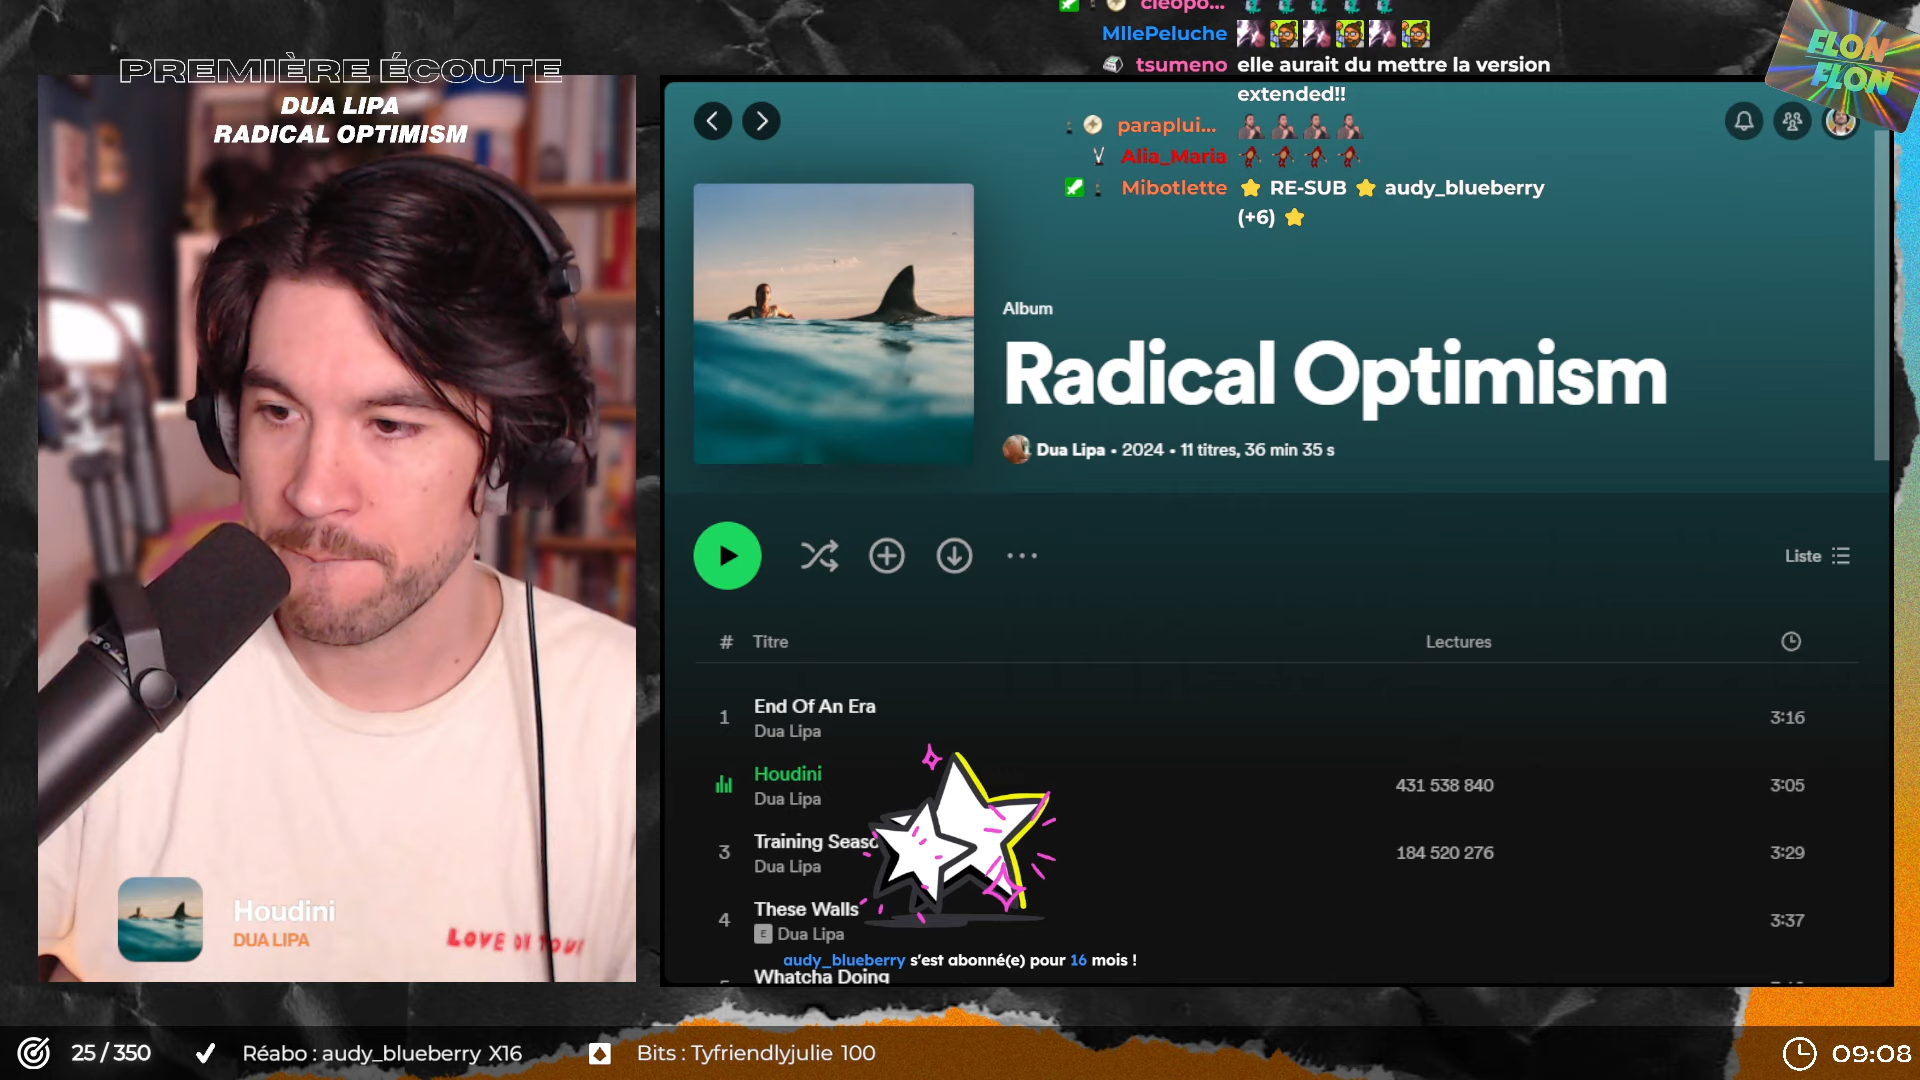 PREMIÈRE ÉCOUTE
DUA LIPA
RADICAL OPTIMISM
cleopo...
MllePeluche
tsumeno elle aurait du mettre la version
extended!!
paraplui...
Alia_Maria
Mibotlette RE-SUB audy_blueberry
(+6)
FLON
FLON
Album
Radical Optimism
Dua Lipa • 2024 • 11 titres, 36 min 35 s
Liste
# Titre Lectures
1 End Of An Era 3:16
Dua Lipa
Houdini 431 538 840 3:05
Dua Lipa
3 Training Seaso 184 520 276 3:29
Dua Lipa
4 These Walls 3:37
E Dua Lipa
audy_blueberry s'est abonné(e) pour 16 mois !
Whatcha Doing
Houdini
DUA LIPA
LOVE
25 / 350 Réabo : audy_blueberry X16 Bits : Tyfriendlyjulie 100 09:08